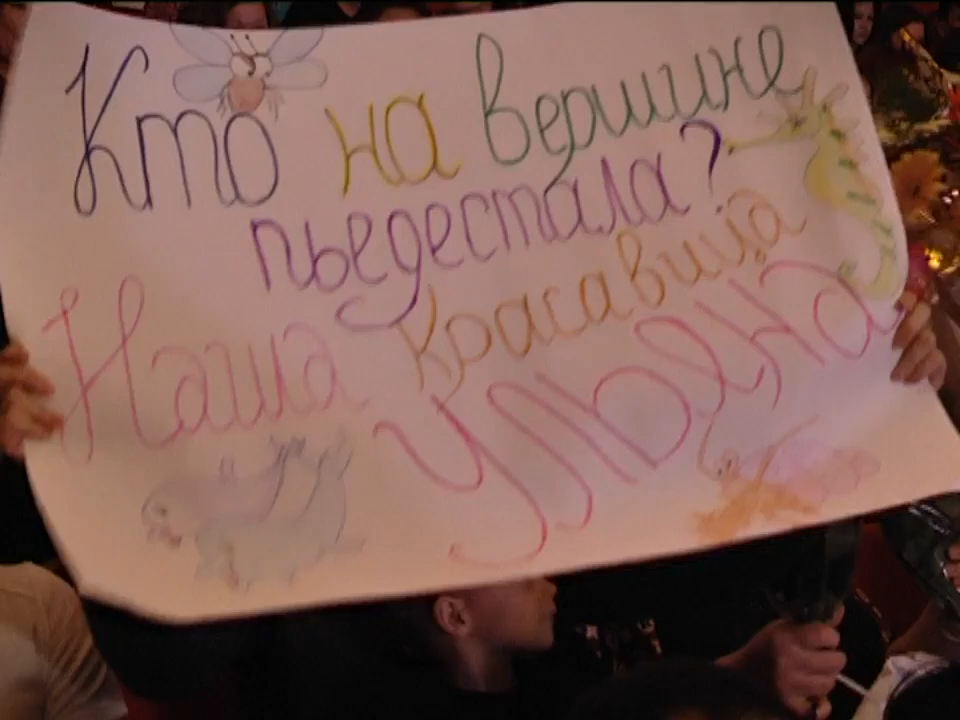 Кто на вершине
пьедестала?
Наша красавица
Ульяна